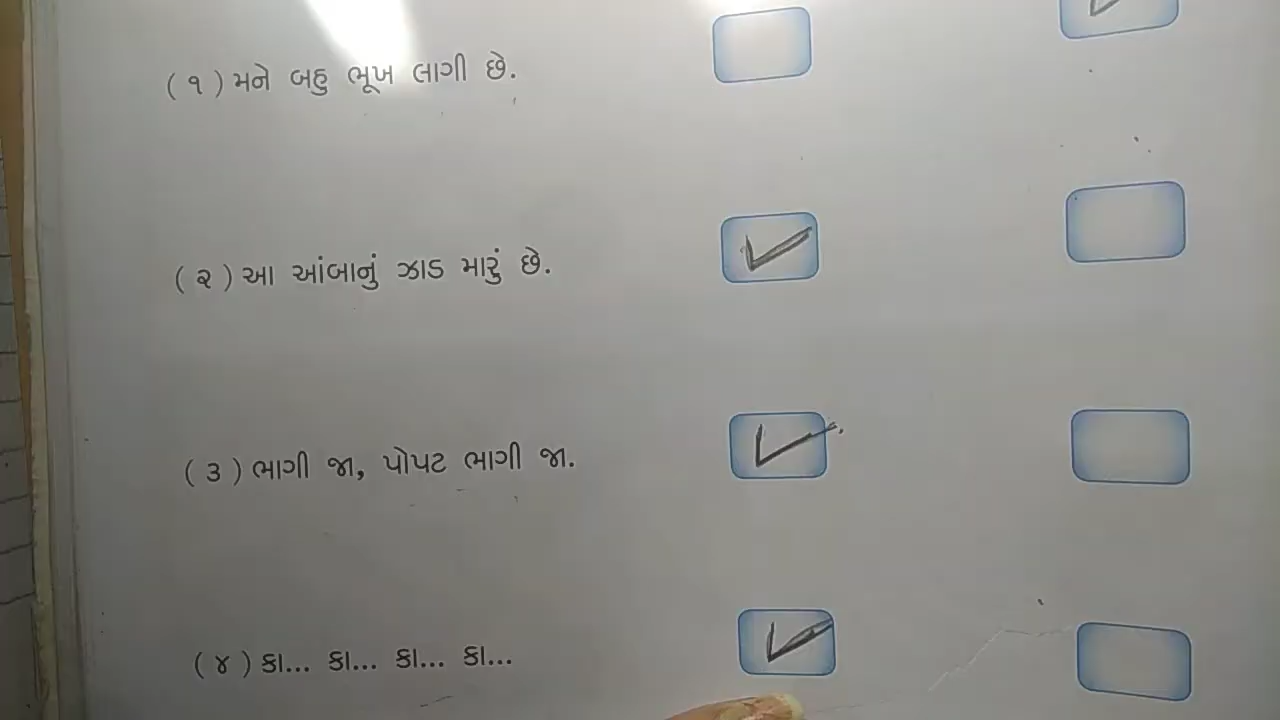 (૧) મને બહુ ભૂખ લાગી છે.
(૨) આ આંબાનું ઝાડ મારું છે.
(૩) ભાગી જા, પોપટ ભાગી જા.
(૪) કા... કા... કા... કા...